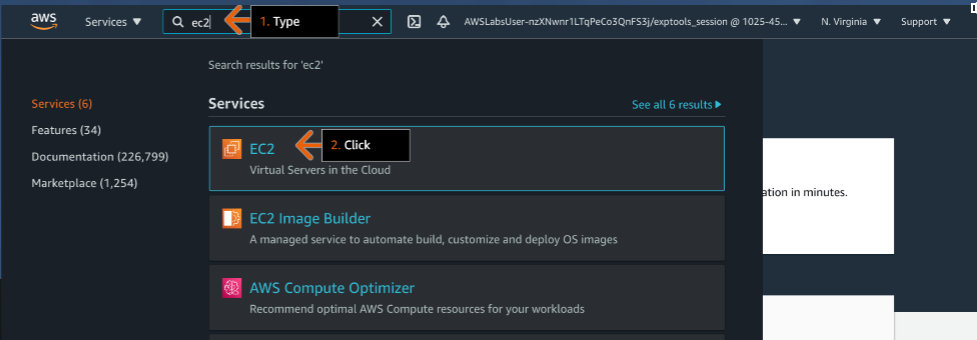 aws Services ▼ ec2 1. Type AWSLabsUser-nzXNwnr1LTqPeCo3QnFS3j/exptools_session @ 1025-45... ▼ N. Virginia ▼ Support ▼
Search results for 'ec2'
Services (6)
Features (34)
Documentation (226,799)
Marketplace (1,254)
Services
See all 6 results
EC2
2. Click
Virtual Servers in the Cloud
EC2 Image Builder
A managed service to automate build, customize and deploy OS images
AWS Compute Optimizer
Recommend optimal AWS Compute resources for your workloads
ation in minutes.